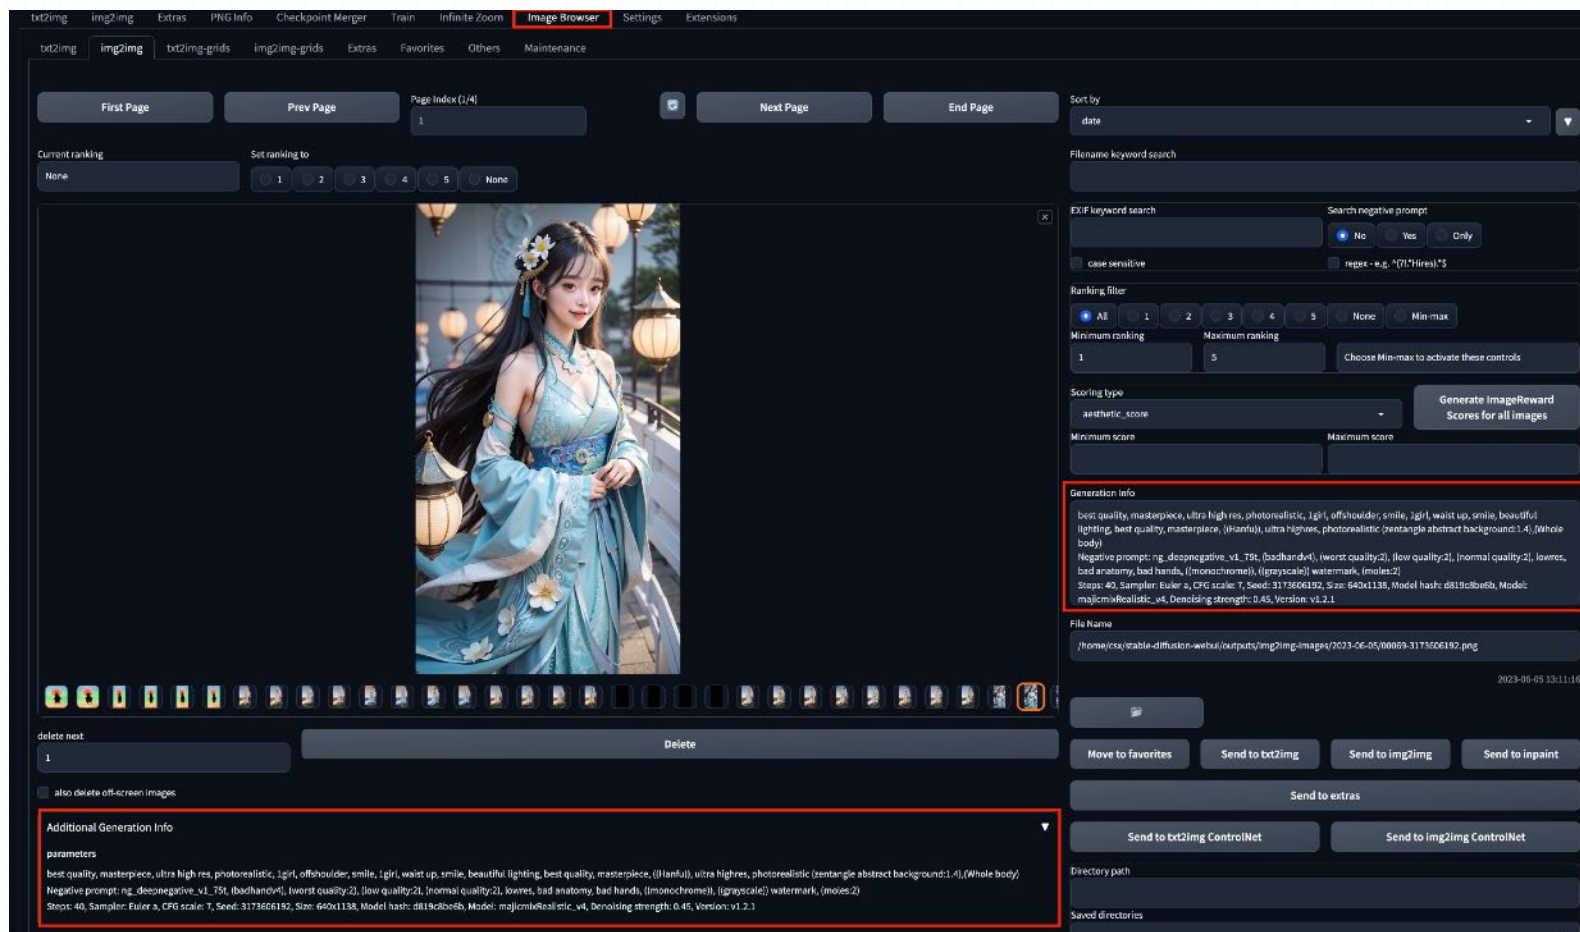 txt2img img2img Extras PNG Info Checkpoint Merger Train Infinite Zoom Image Browser Settings Extensions
txt2img img2img txt2img-grids img2img-grids Extras Favorites Others Maintenance
First Page
Prev Page
Page Index (1/4)
1
Next Page
End Page
Sort by
date
Current ranking
None
Set ranking to
1 2 3 4 5 None
Filename keyword search
EXIF keyword search
Search negative prompt
No Yes Only
case sensitive
regex - e.g. ^(?!.*Hires).*$
Ranking filter
All 1 2 3 4 5 None Min-max
Minimum ranking
1
Maximum ranking
5
Choose Min-max to activate these controls
Scoring type
aesthetic_score
Generate ImageReward
Scores for all images
Minimum score
Maximum score
Generation Info
best quality, masterpiece, ultra high res, photorealistic, 1girl, offshoulder, smile, 1girl, waist up, smile, beautiful
lighting, best quality, masterpiece, ((Hanfu)), ultra highres, photorealistic (zentangle abstract background:1.4),(Whole
body)
Negative prompt: ng_deepnegative_v1_75t, (badhandv4), (worst quality:2), (low quality:2), (normal quality:2), lowres,
bad anatomy, bad hands, ((monochrome)), ((grayscale)) watermark, (moles:2)
Steps: 40, Sampler: Euler a, CFG scale: 7, Seed: 3173606192, Size: 640x1138, Model hash: d819c8be6b, Model:
majicmixRealistic_v4, Denoising strength: 0.45, Version: v1.2.1
File Name
/home/csx/stable-diffusion-webui/outputs/img2img-images/2023-06-05/00069-3173606192.png
2023-06-05 13:11:16
delete next
1
Delete
also delete off-screen images
Move to favorites
Send to txt2img
Send to img2img
Send to inpaint
Send to extras
Send to txt2img ControlNet
Send to img2img ControlNet
Directory path
Saved directories
Additional Generation Info
parameters
best quality, masterpiece, ultra high res, photorealistic, 1girl, offshoulder, smile, 1girl, waist up, smile, beautiful lighting, best quality, masterpiece, ((Hanfu)), ultra highres, photorealistic (zentangle abstract background:1.4),(Whole body)
Negative prompt: ng_deepnegative_v1_75t, (badhandv4), (worst quality:2), (low quality:2), (normal quality:2), lowres, bad anatomy, bad hands, ((monochrome)), ((grayscale)) watermark, (moles:2)
Steps: 40, Sampler: Euler a, CFG scale: 7, Seed: 3173606192, Size: 640x1138, Model hash: d819c8be6b, Model: majicmixRealistic_v4, Denoising strength: 0.45, Version: v1.2.1